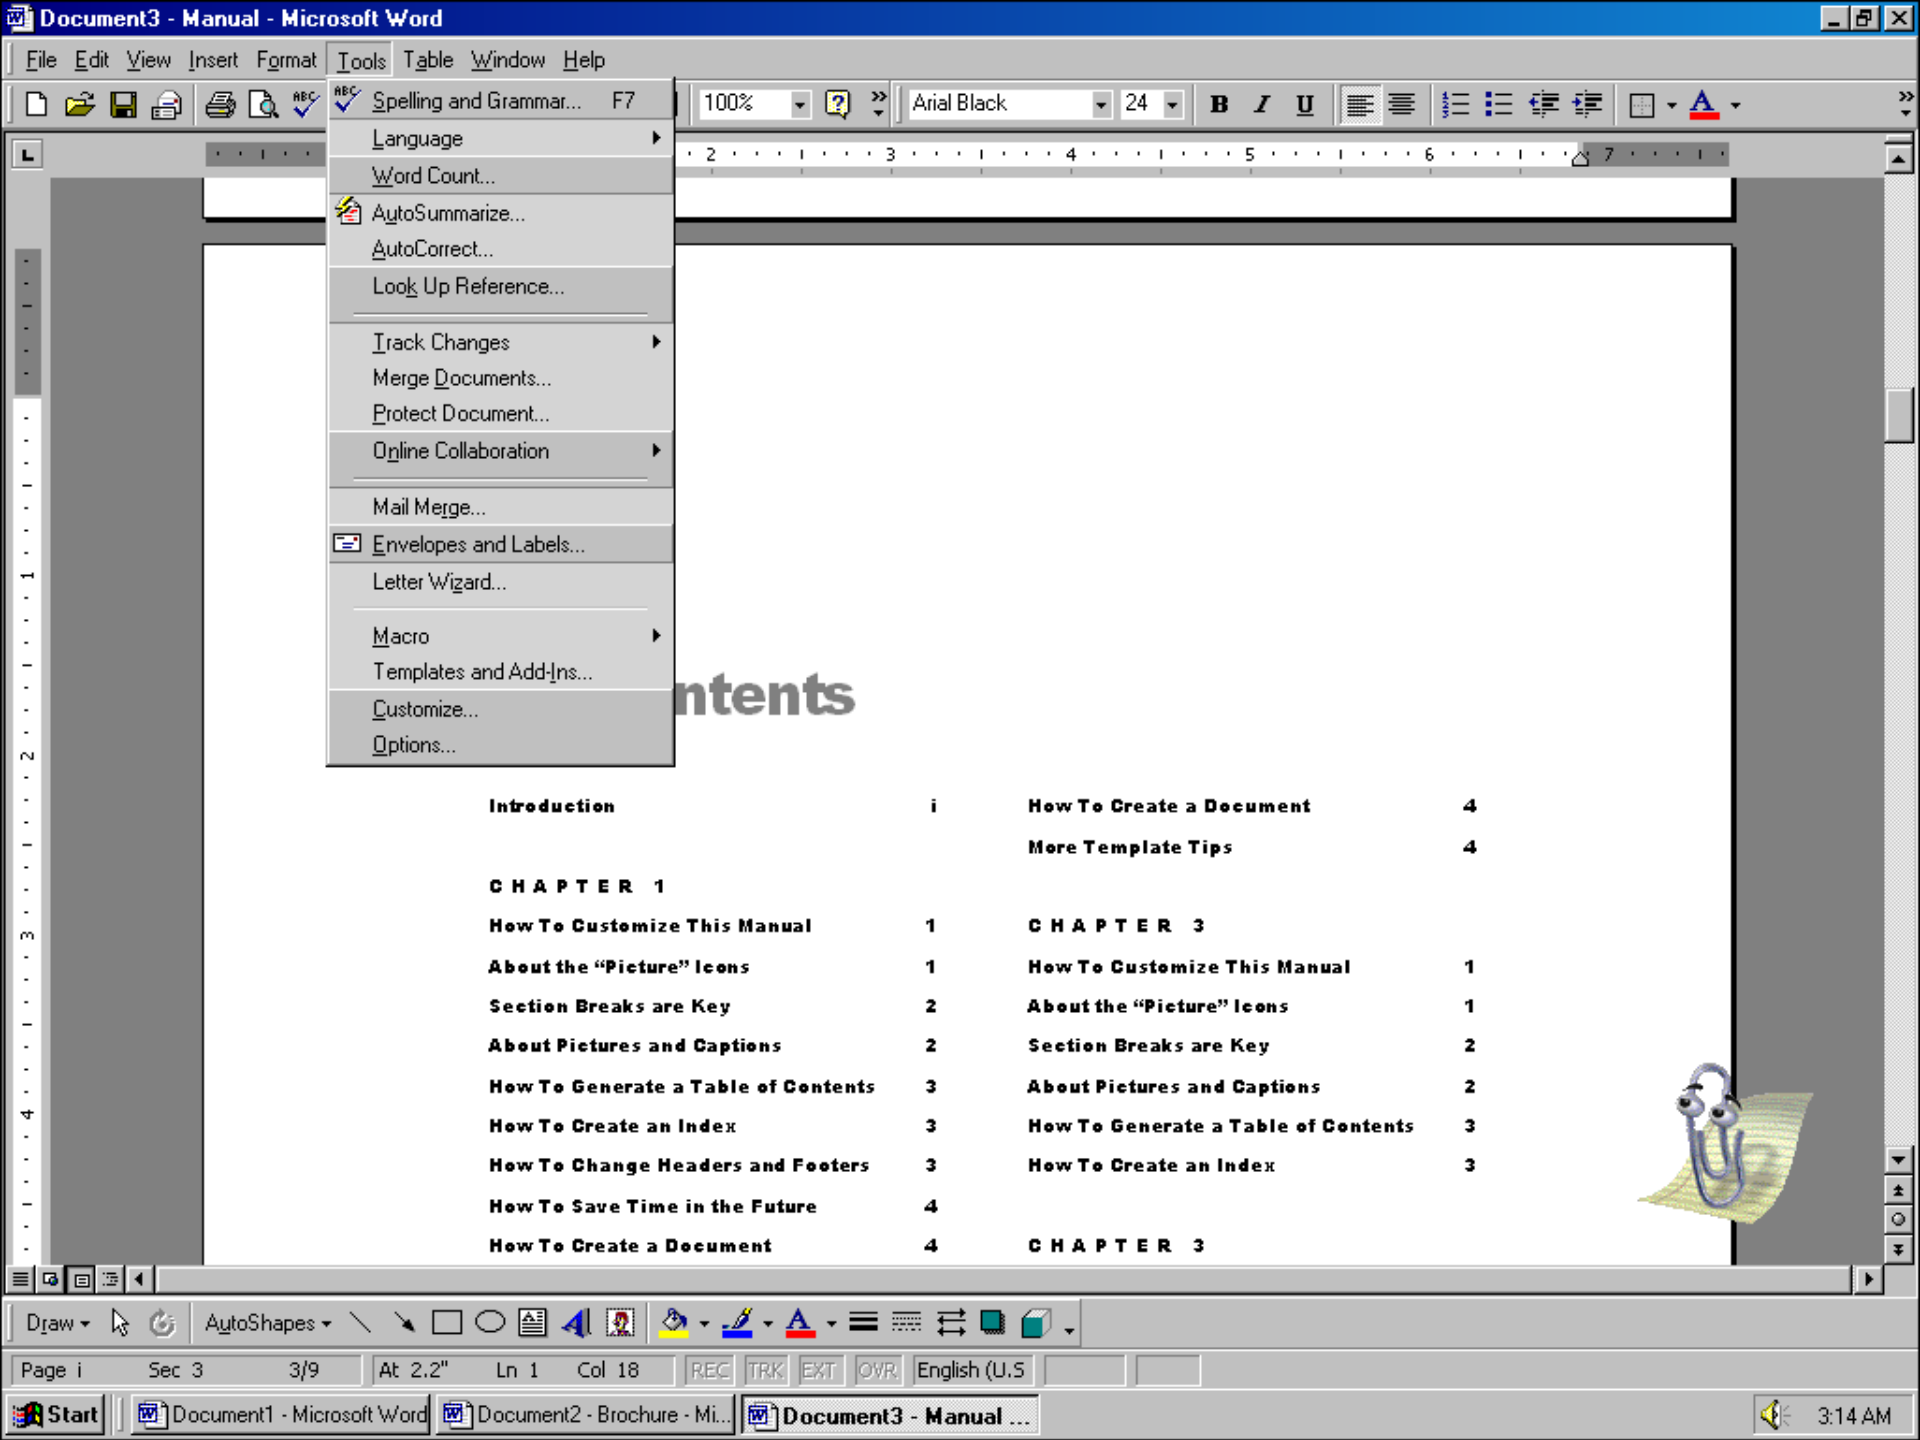 Document3 - Manual - Microsoft Word
File Edit View Insert Format Tools Table Window Help
100% Arial Black 24 B I U
Spelling and Grammar... F7
Language
Word Count...
AutoSummarize...
AutoCorrect...
Look Up Reference...
Track Changes
Merge Documents...
Protect Document...
Online Collaboration
Mail Merge...
Envelopes and Labels...
Letter Wizard...
Macro
Templates and Add-Ins...
Customize...
Options...
2 3 4 5 6 7
1
2
3
4
ntents
Introduction i
CHAPTER 1
How To Customize This Manual 1
About the “Picture” Icons 1
Section Breaks are Key 2
About Pictures and Captions 2
How To Generate a Table of Contents 3
How To Create an Index 3
How To Change Headers and Footers 3
How To Save Time in the Future 4
How To Create a Document 4
How To Create a Document 4
More Template Tips 4
CHAPTER 3
How To Customize This Manual 1
About the “Picture” Icons 1
Section Breaks are Key 2
About Pictures and Captions 2
How To Generate a Table of Contents 3
How To Create an Index 3
CHAPTER 3
Draw AutoShapes
Page i Sec 3 3/9 At 2.2" Ln 1 Col 18 REC TRK EXT OVR English (U.S
Start Document1 - Microsoft Word Document2 - Brochure - Mi... Document3 - Manual ... 3:14 AM